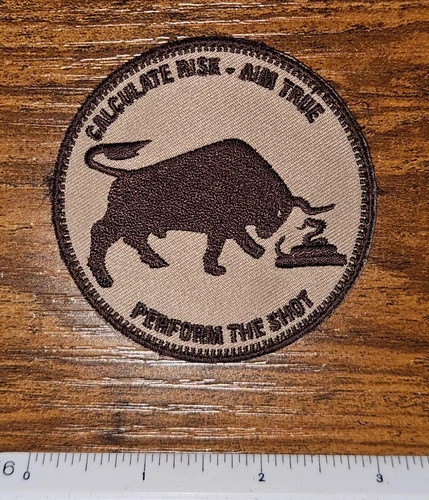 CALCULATE RISK - AIM TRUE
PERFORM THE SHOT
6 0 1 2 3